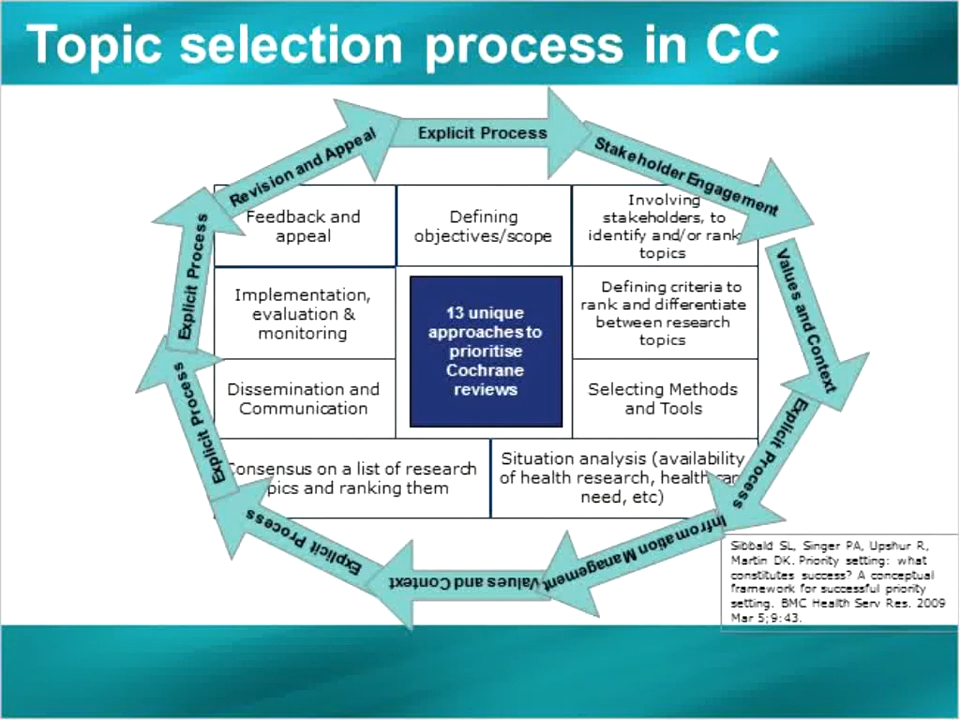 Topic selection process in CC
Revision and Appeal
Explicit Process
Stakeholder Engagement
Values and Context
Explicit Process
Infromation Management
Values and Context
Explicit Process
Explicit Process
Explicit Process
Feedback and
appeal
Defining
objectives/scope
Involving
stakeholders, to
identify and/or rank
topics
Implementation,
evaluation &
monitoring
13 unique
approaches to
prioritise
Cochrane
reviews
Defining criteria to
rank and differentiate
between research
topics
Dissemination and
Communication
Selecting Methods
and Tools
Consensus on a list of research
pics and ranking them
Situation analysis (availability
of health research, health car
need, etc)
Sibbald SL, Singer PA, Upshur R,
Martin DK. Priority setting: what
constitutes success? A conceptual
framework for successful priority
setting. BMC Health Serv Res. 2009
Mar 5;9:43.